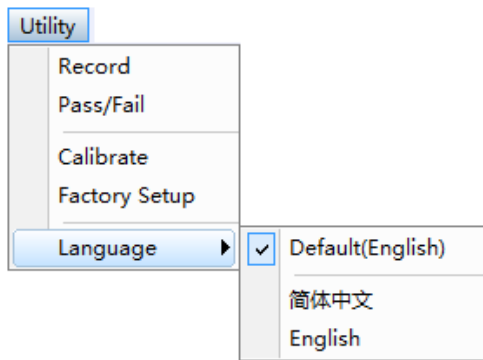 Utility
Record
Pass/Fail
Calibrate
Factory Setup
Language
Default(English)
简体中文
English